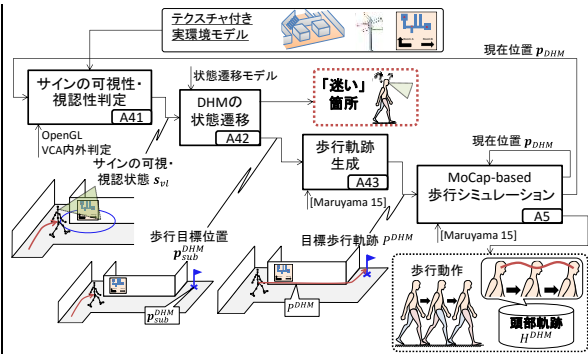 テクスチャ付き
実環境モデル
現在位置 p_DHM
サインの可視性・
視認性判定
A41
状態遷移モデル
DHMの
状態遷移
A42
「迷い」
箇所
OpenGL
VCA内外判定
サインの可視・
視認状態 s_vl
歩行軌跡
生成
A43
[Maruyama 15]
現在位置 p_DHM
MoCap-based
歩行シミュレーション
A5
[Maruyama 15]
歩行目標位置
p_sub^DHM
目標歩行軌跡 P^DHM
p_sub^DHM
P^DHM
歩行動作
頭部軌跡
H^DHM